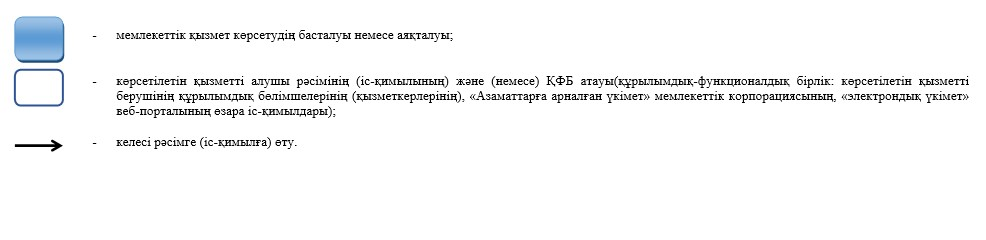 - мемлекеттік қызмет көрсетудің басталуы немесе аяқталуы;
- көрсетілетін қызметті алушы рәсімінің (іс-қимылының) және (немесе) ҚФБ атауы(құрылымдық-функционалдық бірлік: көрсетілетін қызметті
берушінің құрылымдық бөлімшелерінің (қызметкерлерінің), «Азаматтарға арналған үкімет» мемлекеттік корпорациясының, «электрондық үкімет»
веб-порталының өзара іс-қимылдары);
- келесі рәсімге (іс-қимылға) өту.